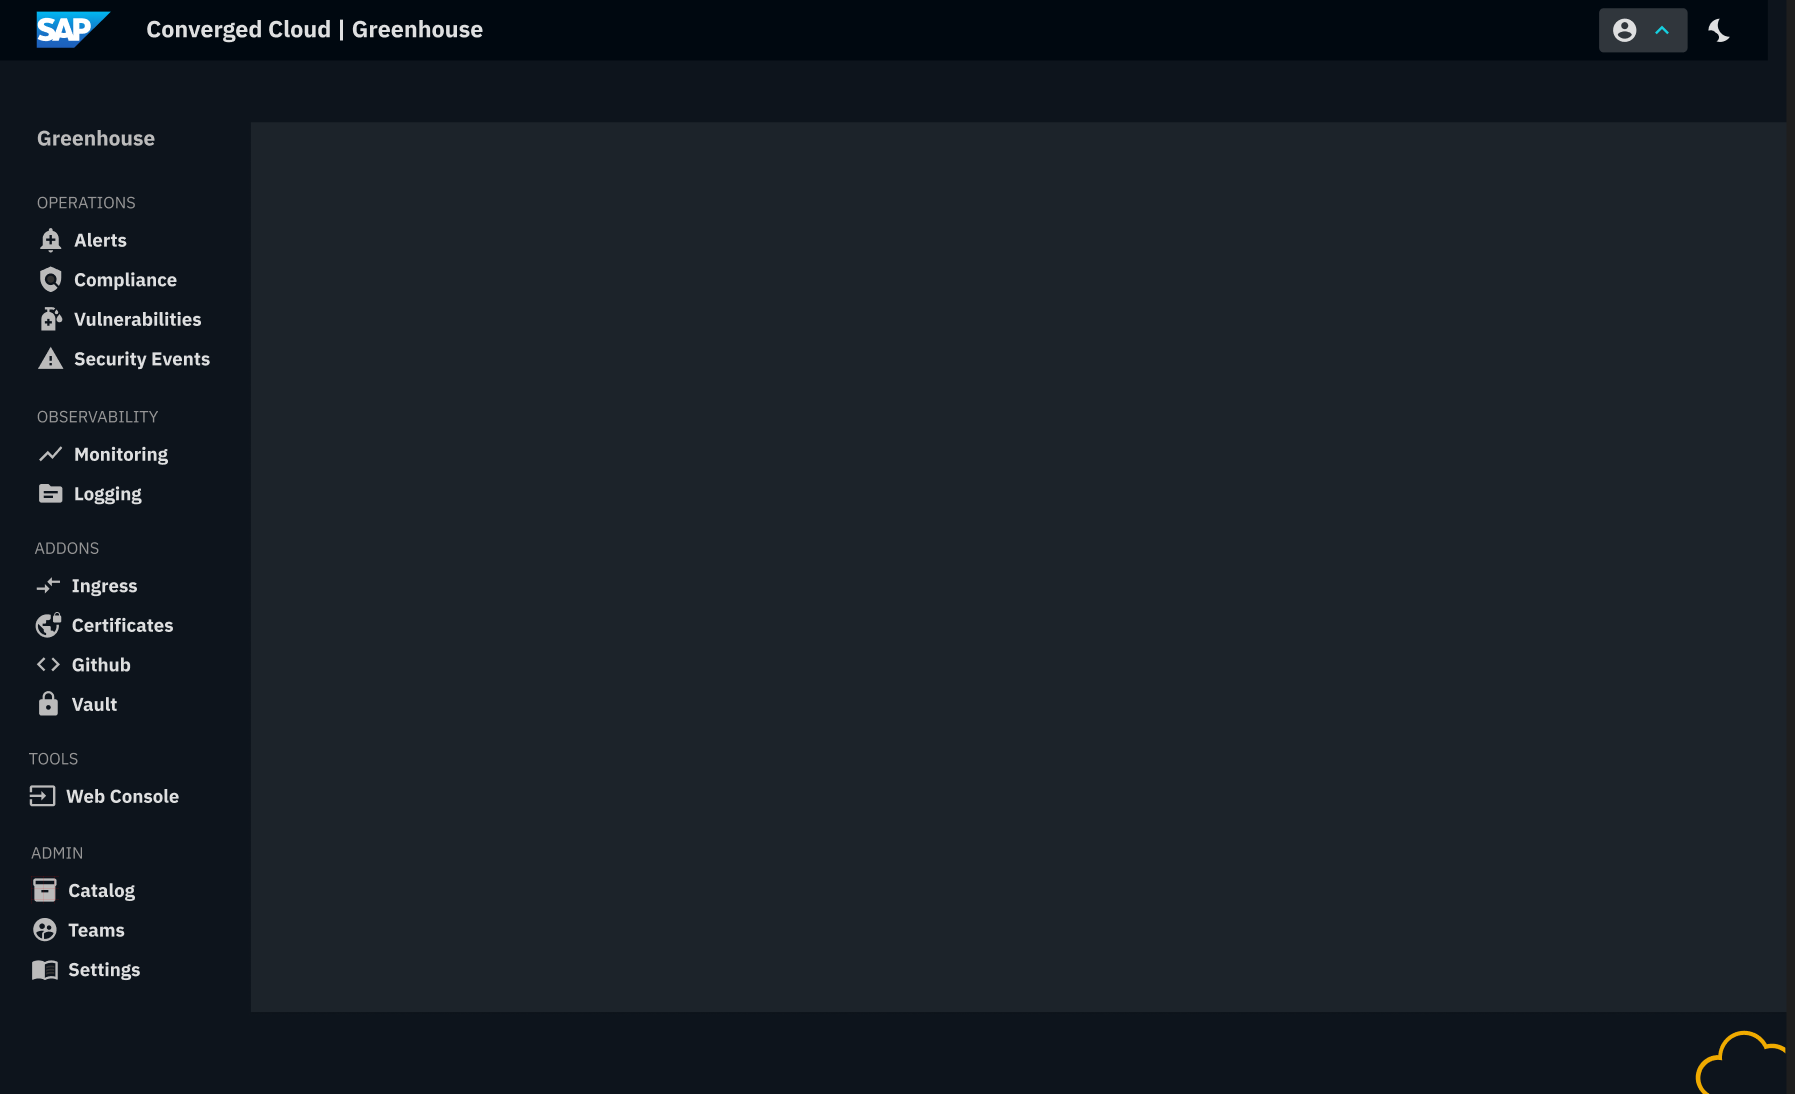 SAP
Converged Cloud | Greenhouse
Greenhouse
OPERATIONS
Alerts
Compliance
Vulnerabilities
Security Events
OBSERVABILITY
Monitoring
Logging
ADDONS
Ingress
Certificates
Github
Vault
TOOLS
Web Console
ADMIN
Catalog
Teams
Settings